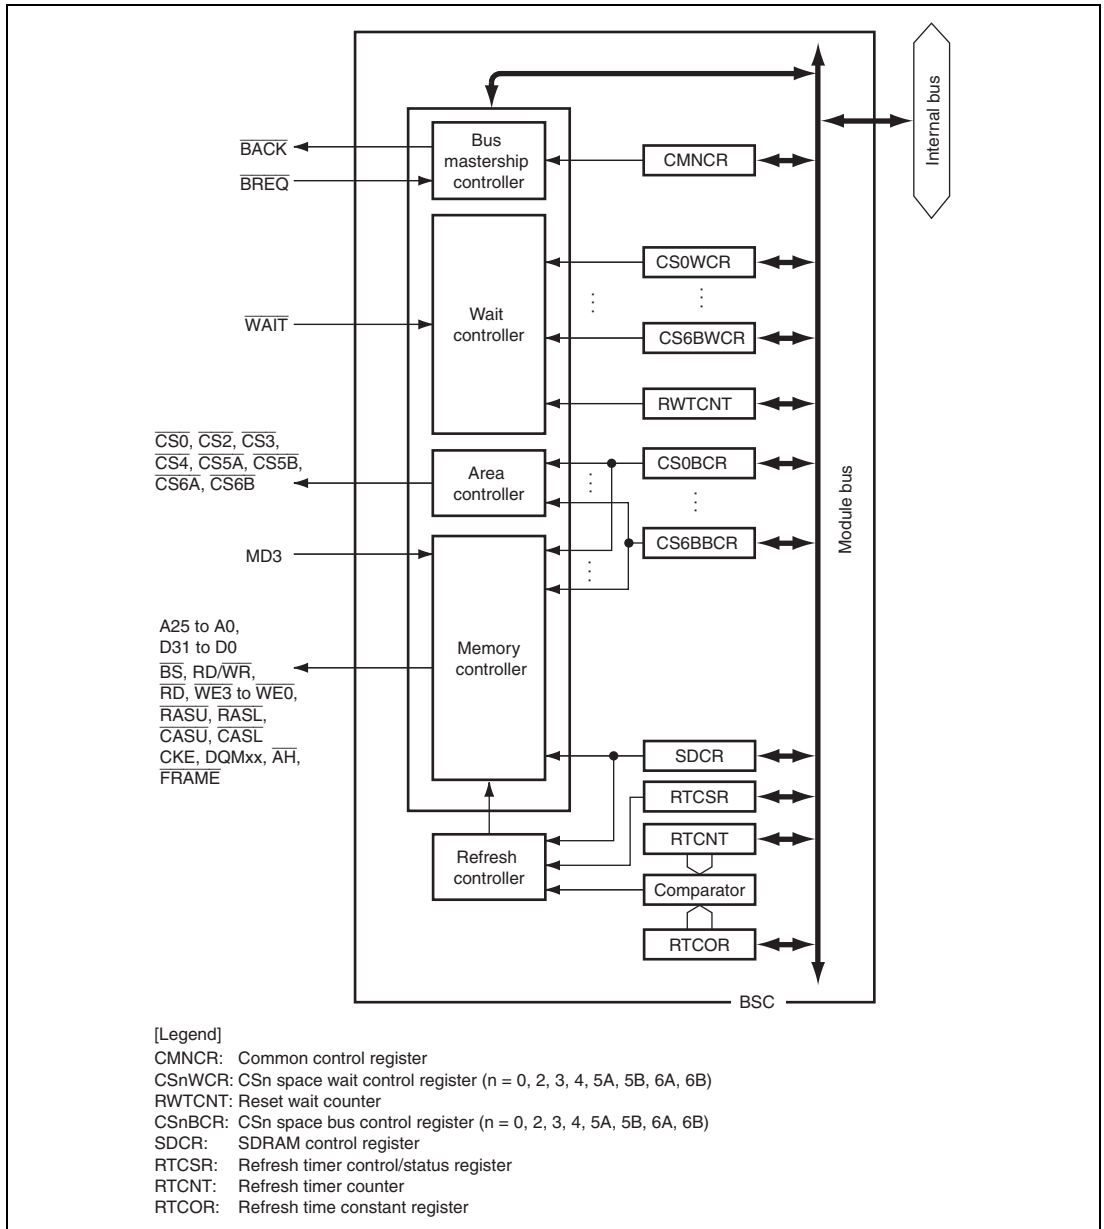 BACK
BREQ
Bus
mastership
controller
CMNCR
Internal bus
CS0WCR
WAIT
Wait
controller
CS6BWCR
RWTCNT
CS0, CS2, CS3,
CS4, CS5A, CS5B,
CS6A, CS6B
Area
controller
CS0BCR
Module bus
CS6BBCR
MD3
A25 to A0,
D31 to D0
BS, RD/WR,
RD, WE3 to WE0,
RASU, RASL,
CASU, CASL
CKE, DQMxx, AH,
FRAME
Memory
controller
SDCR
RTCSR
RTCNT
Refresh
controller
Comparator
RTCOR
BSC
[Legend]
CMNCR: Common control register
CSnWCR: CSn space wait control register (n = 0, 2, 3, 4, 5A, 5B, 6A, 6B)
RWTCNT: Reset wait counter
CSnBCR: CSn space bus control register (n = 0, 2, 3, 4, 5A, 5B, 6A, 6B)
SDCR: SDRAM control register
RTCSR: Refresh timer control/status register
RTCNT: Refresh timer counter
RTCOR: Refresh time constant register